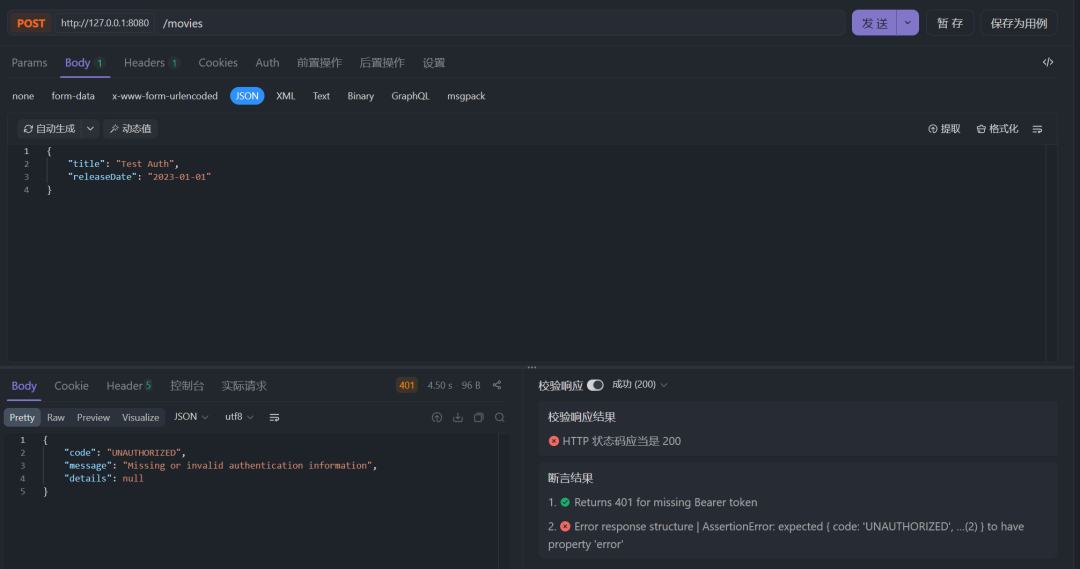 POST http://127.0.0.1:8080 /movies 发 送 暂 存 保存为用例
Params Body 1 Headers 1 Cookies Auth 前置操作 后置操作 设置
none form-data x-www-form-urlencoded JSON XML Text Binary GraphQL msgpack
自动生成 动态值 提取 格式化
1 {
2 "title": "Test Auth",
3 "releaseDate": "2023-01-01"
4 }
Body Cookie Header 5 控制台 实际请求 401 4.50 s 96 B
Pretty Raw Preview Visualize JSON utf8
1 {
2 "code": "UNAUTHORIZED",
3 "message": "Missing or invalid authentication information",
4 "details": null
5 }
校验响应 成功 (200)
校验响应结果
HTTP 状态码应当是 200
断言结果
1. Returns 401 for missing Bearer token
2. Error response structure | AssertionError: expected { code: 'UNAUTHORIZED', …(2) } to have
property 'error'